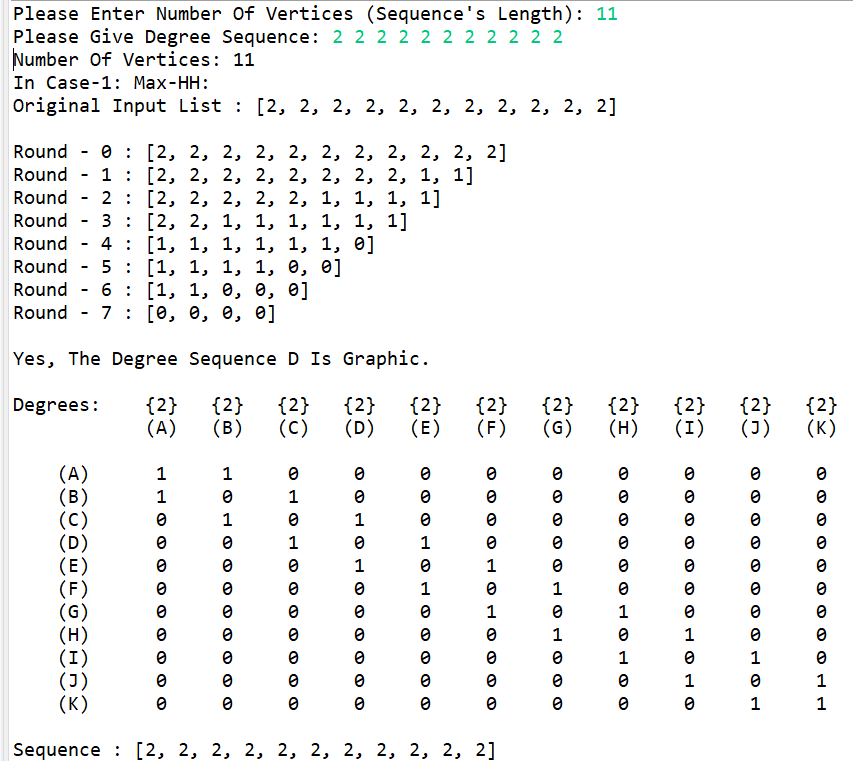 Please Enter Number Of Vertices (Sequence's Length): 11
Please Give Degree Sequence: 2 2 2 2 2 2 2 2 2 2 2
Number Of Vertices: 11
In Case-1: Max-HH:
Original Input List : [2, 2, 2, 2, 2, 2, 2, 2, 2, 2, 2]
Round - 0 : [2, 2, 2, 2, 2, 2, 2, 2, 2, 2, 2]
Round - 1 : [2, 2, 2, 2, 2, 2, 2, 2, 1, 1]
Round - 2 : [2, 2, 2, 2, 2, 1, 1, 1, 1]
Round - 3 : [2, 2, 1, 1, 1, 1, 1, 1]
Round - 4 : [1, 1, 1, 1, 1, 1, 0]
Round - 5 : [1, 1, 1, 1, 0, 0]
Round - 6 : [1, 1, 0, 0, 0]
Round - 7 : [0, 0, 0, 0]
Yes, The Degree Sequence D Is Graphic.
Degrees: {2} {2} {2} {2} {2} {2} {2} {2} {2} {2} {2}
(A) (B) (C) (D) (E) (F) (G) (H) (I) (J) (K)
(A) 1 1 0 0 0 0 0 0 0 0 0
(B) 1 0 1 0 0 0 0 0 0 0 0
(C) 0 1 0 1 0 0 0 0 0 0 0
(D) 0 0 1 0 1 0 0 0 0 0 0
(E) 0 0 0 1 0 1 0 0 0 0 0
(F) 0 0 0 0 1 0 1 0 0 0 0
(G) 0 0 0 0 0 1 0 1 0 0 0
(H) 0 0 0 0 0 0 1 0 1 0 0
(I) 0 0 0 0 0 0 0 1 0 1 0
(J) 0 0 0 0 0 0 0 0 1 0 1
(K) 0 0 0 0 0 0 0 0 0 1 1
Sequence : [2, 2, 2, 2, 2, 2, 2, 2, 2, 2, 2]